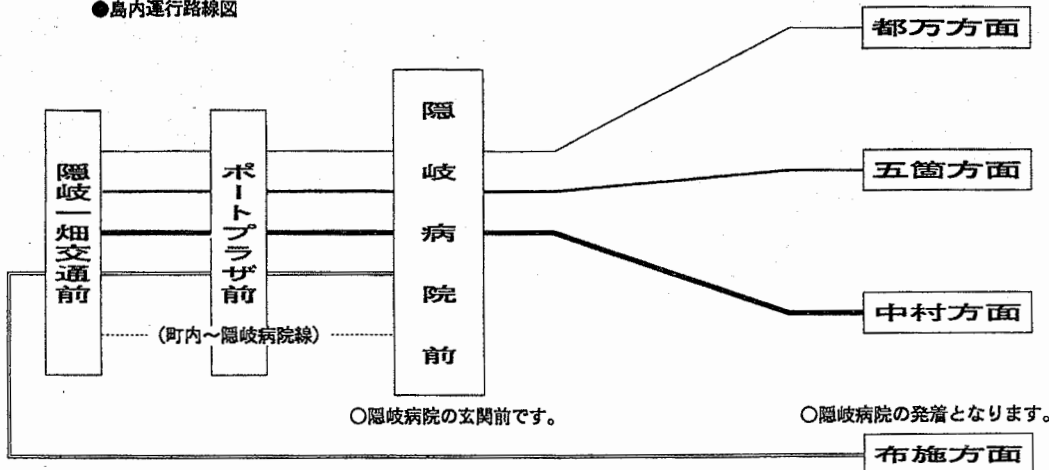 ●島内運行路線図
都万方面
隠岐病院前
隠岐一畑交通前
ポートプラザ前
五箇方面
中村方面
(町内〜隠岐病院線)
○隠岐病院の玄関前です。
○隠岐病院の発着となります。
布施方面